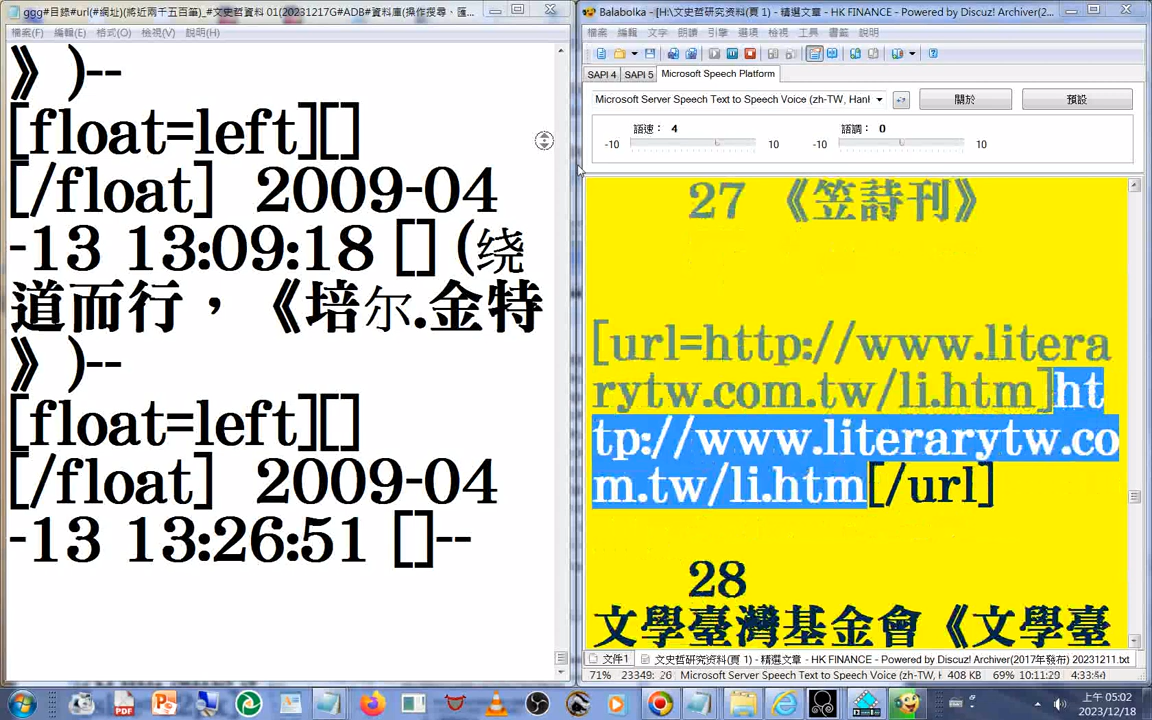 ggg#目錄#url(#網址)(將近兩千五百筆)_#文史哲資料 01(20231217G#ADB#資料庫(操作搜尋、匯...
檔案(F) 編輯(E) 格式(O) 檢視(V) 說明(H)
》)--
[float=left][]
[/float] 2009-04
-13 13:09:18 [] (绕
道而行，《培尔.金特
》)--
[float=left][]
[/float] 2009-04
-13 13:26:51 []--
Balabolka - [H:\文史哲研究資料(頁 1) - 精選文章 - HK FINANCE - Powered by Discuz! Archiver(2...
檔案 編輯 文字 朗讀 引擎 選項 檢視 工具 書籤 說明
SAPI 4 SAPI 5 Microsoft Speech Platform
Microsoft Server Speech Text to Speech Voice (zh-TW, Hanl 關於 預設
語速： 4 語調： 0
-10 10 -10 10
27 《笠詩刊》
[url=http://www.litera
rytw.com.tw/li.htm]ht
tp://www.literarytw.co
m.tw/li.htm[/url]
28
文學臺灣基金會《文學臺
文件1 文史哲研究資料(頁 1) - 精選文章 - HK FINANCE - Powered by Discuz! Archiver(2017年發布) 20231211.txt
71% 23349: 26 Microsoft Server Speech Text to Speech Voice (zh-TW, H 408 KB 69% 10:11:29 4:33:54
上午 05:02
2023/12/18